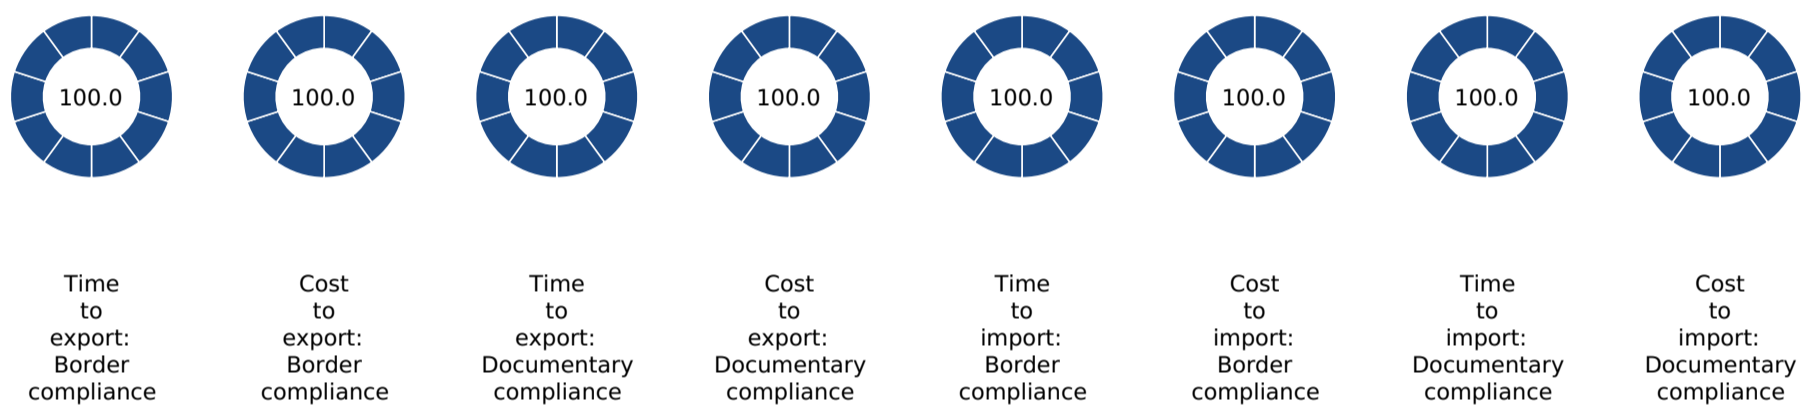 100.0
100.0
100.0
100.0
100.0
100.0
100.0
100.0
Time
to
export:
Border
compliance
Cost
to
export:
Border
compliance
Time
to
export:
Documentary
compliance
Cost
to
export:
Documentary
compliance
Time
to
import:
Border
compliance
Cost
to
import:
Border
compliance
Time
to
import:
Documentary
compliance
Cost
to
import:
Documentary
compliance